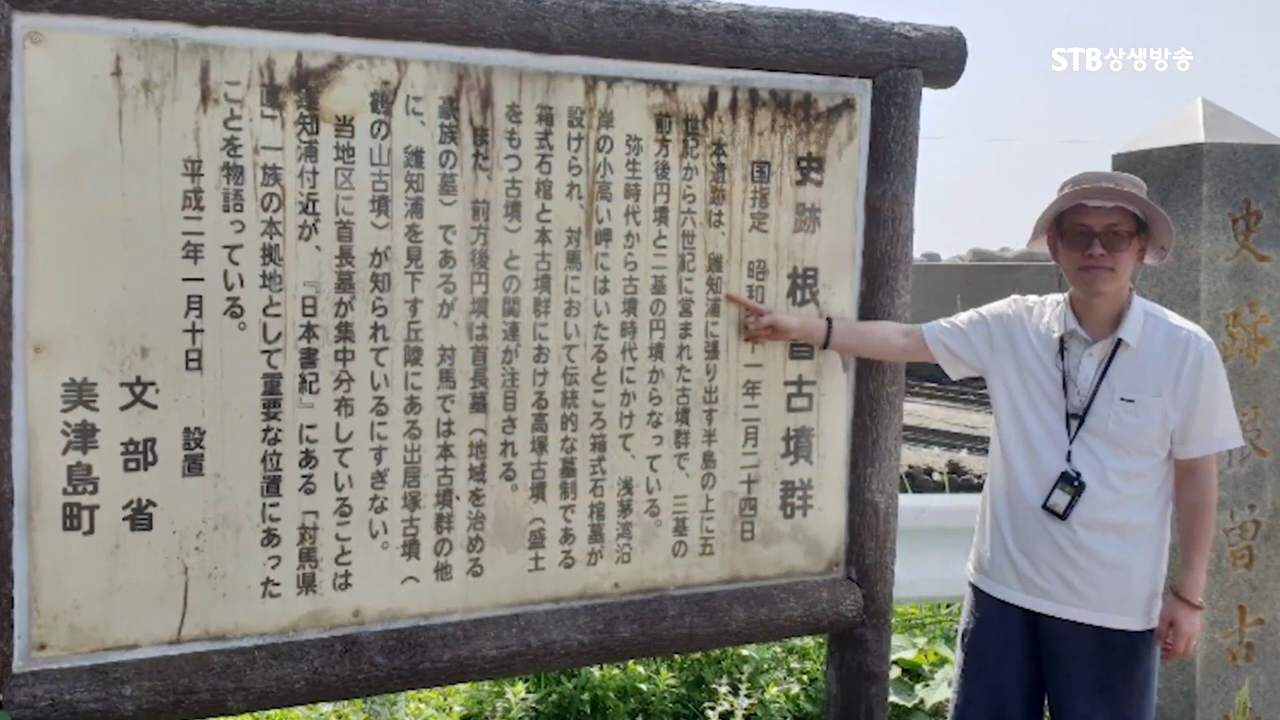 STB상생방송
史跡 根曽古墳群
国指定 昭和 十一年二月二十四日
本遺跡は、雞知浦に張り出す半島の上に五
世紀から六世紀に営まれた古墳群で、三基の
前方後円墳と二基の円墳からなっている。
弥生時代から古墳時代にかけて、浅茅湾沿
岸の小高い岬にはいたるところ箱式石棺墓が
設けられ、対馬において伝統的な墓制である
箱式石棺と本古墳群における高塚古墳(盛土
をもつ古墳)との関連が注目される。
また、前方後円墳は首長墓(地域を治める
豪族の墓)であるが、対馬では本古墳群の他
に、雞知浦を見下す丘陵にある出居塚古墳(
鶴の山古墳)が知られているにすぎない。
当地区に首長墓が集中分布していることは
雞知浦付近が、『日本書紀』にある「対馬県
直」一族の本拠地として重要な位置にあった
ことを物語っている。
平成二年一月十日 設置
文部省
美津島町
史跡根曽古